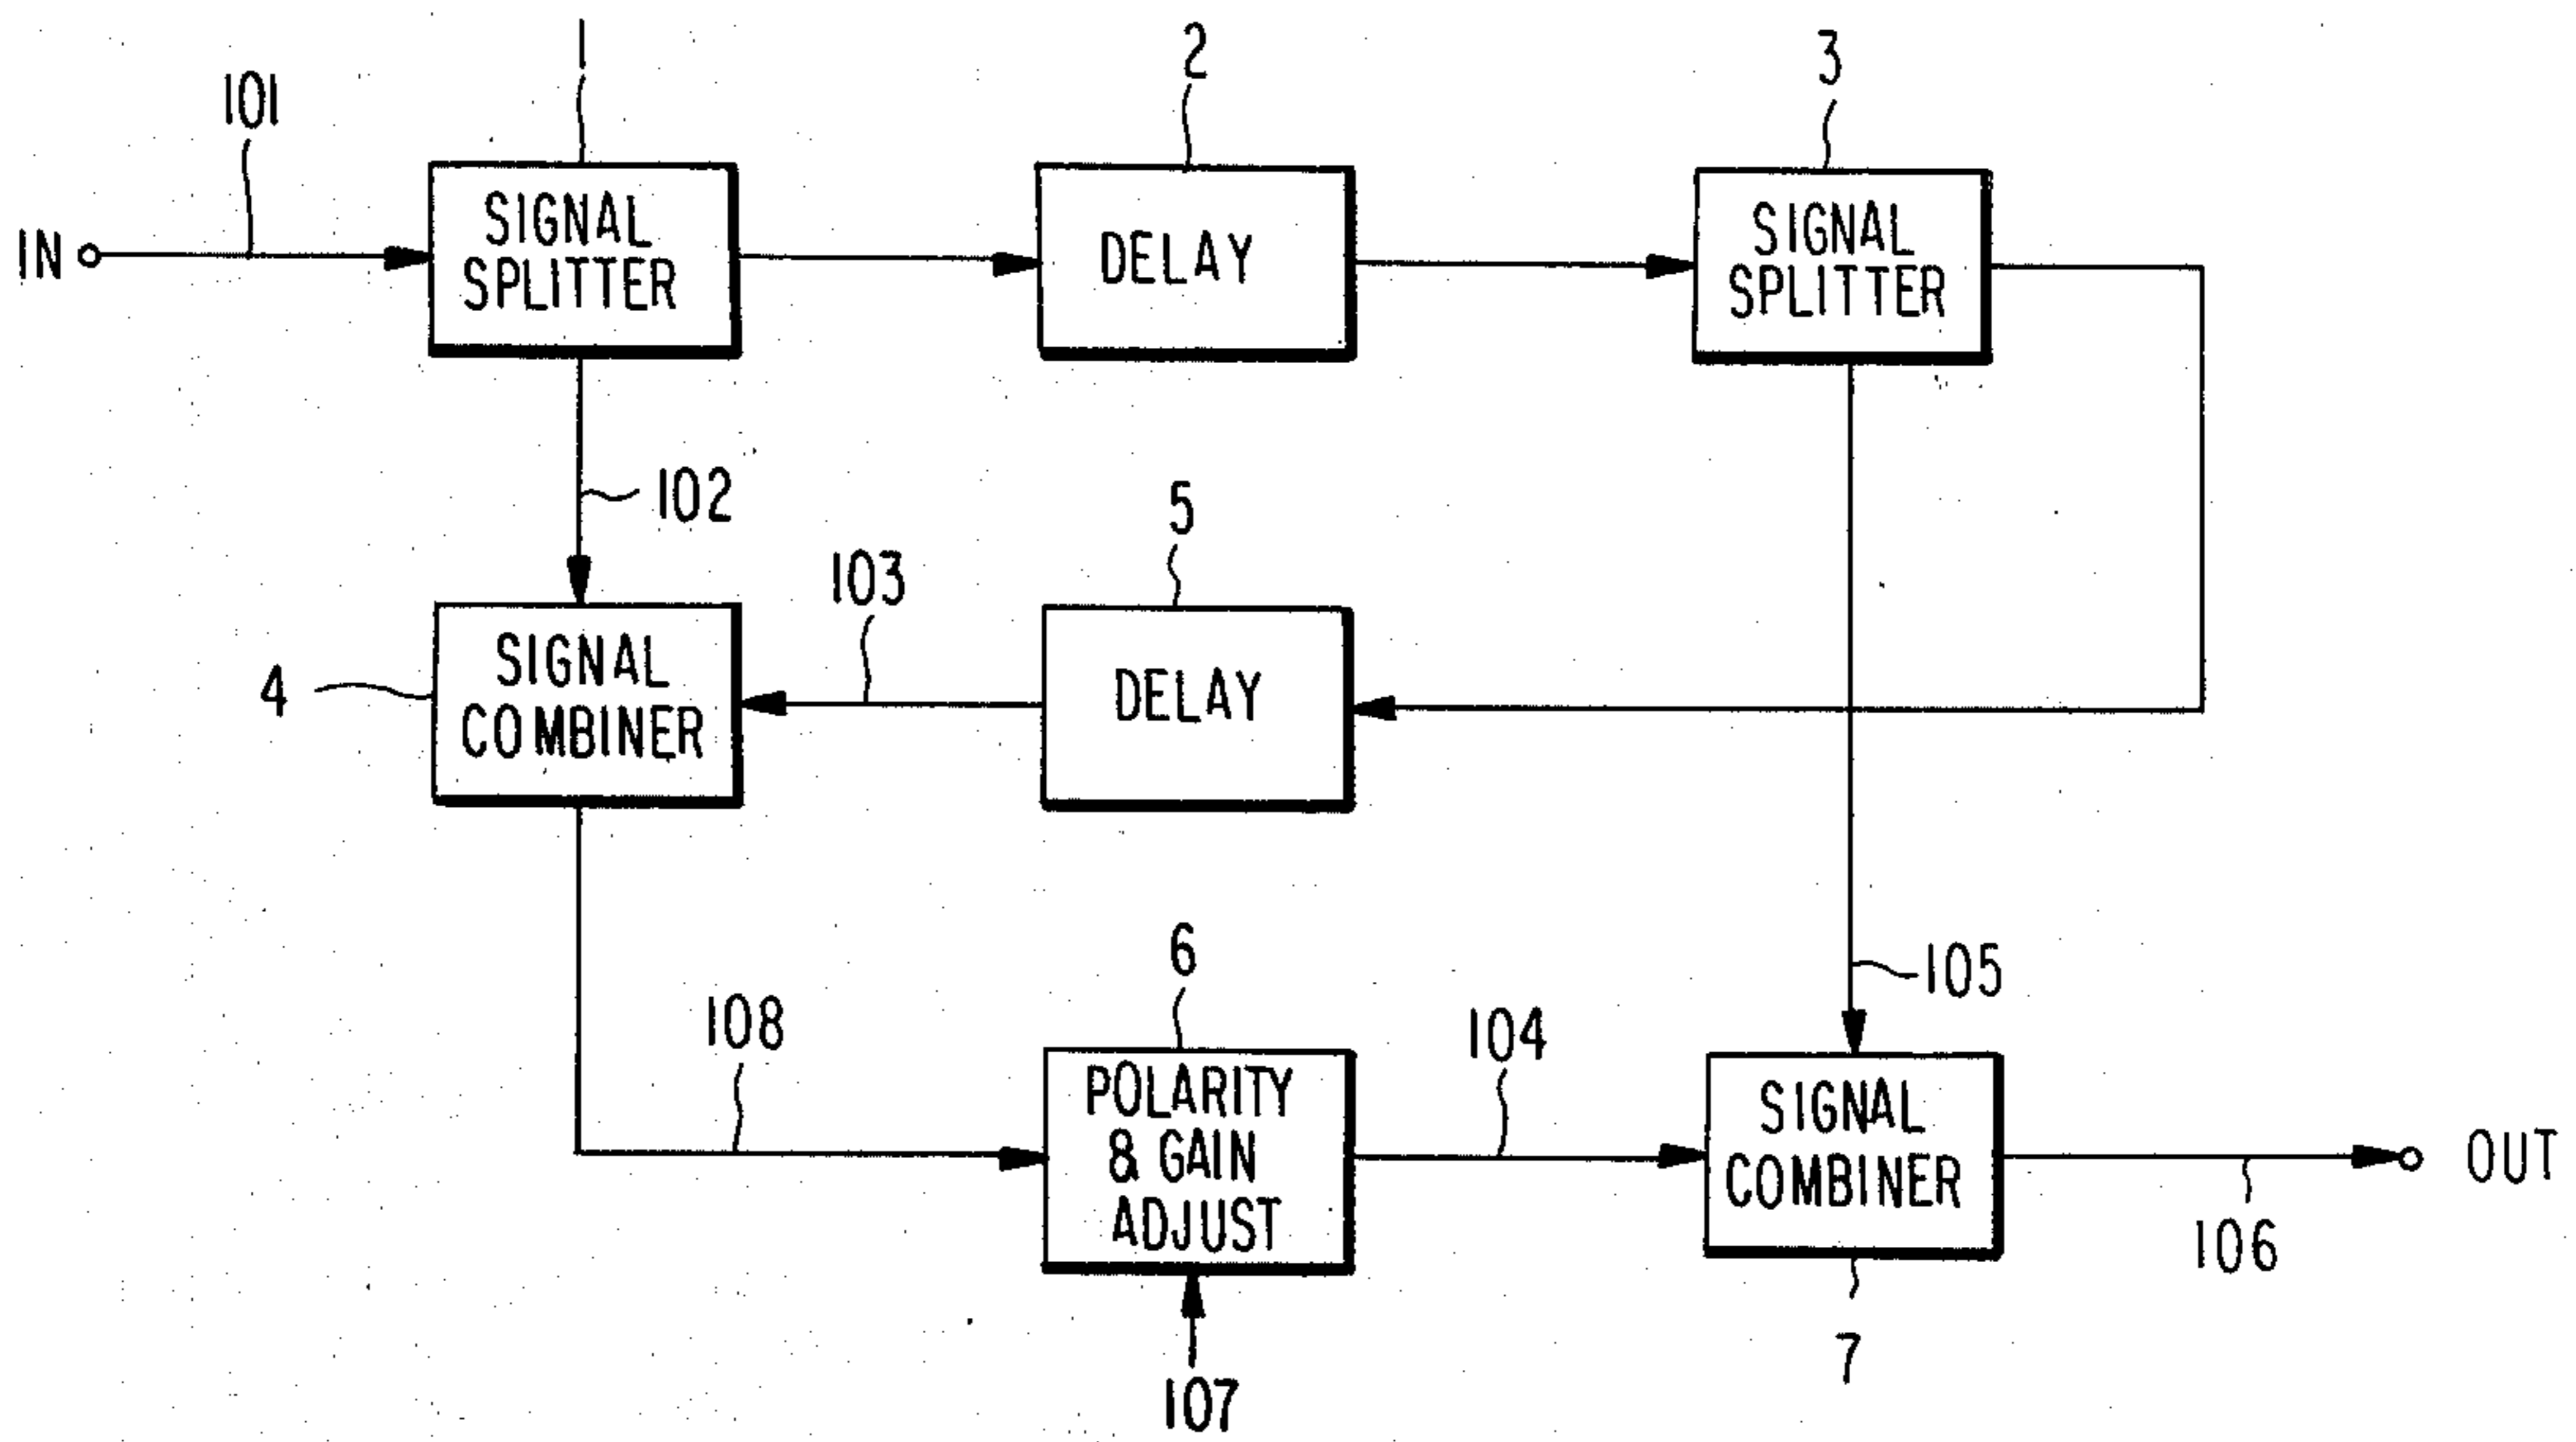 1
2
3
101
IN
SIGNAL
SPLITTER
DELAY
SIGNAL
SPLITTER
102
103
5
4
SIGNAL
COMBINER
DELAY
105
108
6
104
POLARITY
& GAIN
ADJUST
SIGNAL
COMBINER
OUT
106
107
7